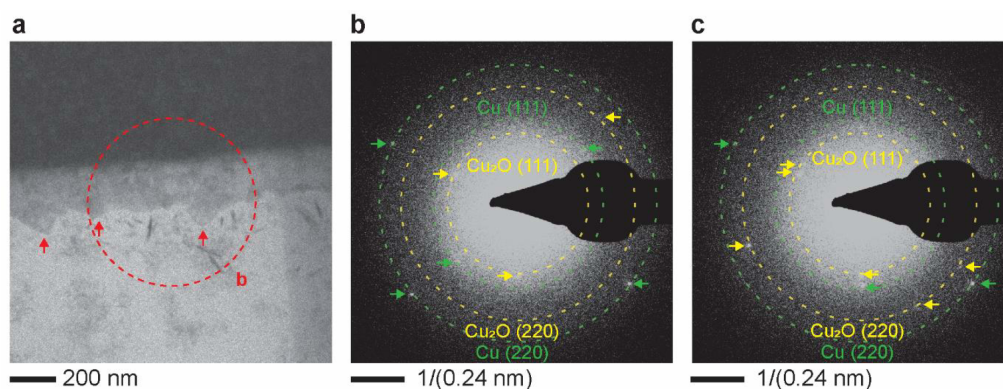 a
b
200 nm
b
Cu (111)
Cu₂O (111)
Cu₂O (220)
Cu (220)
1/(0.24 nm)
c
Cu (111)
Cu₂O (111)
Cu₂O (220)
Cu (220)
1/(0.24 nm)